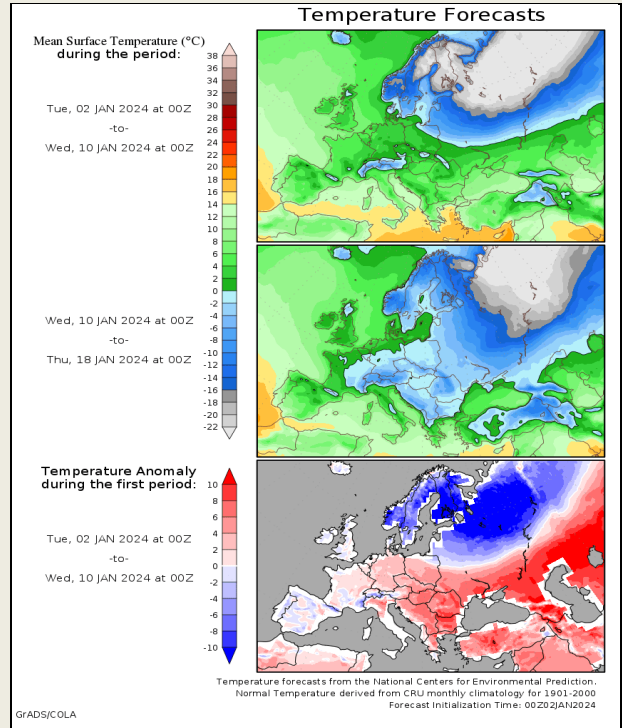 Temperature Forecasts
Mean Surface Temperature (°C)
during the period:
Tue, 02 JAN 2024 at 00Z
-to-
Wed, 10 JAN 2024 at 00Z
38
36
34
32
30
28
26
24
22
20
18
16
14
12
10
8
6
4
2
0
-2
-4
-6
-8
-10
-12
-14
-16
-18
-20
-22
Wed, 10 JAN 2024 at 00Z
-to-
Thu, 18 JAN 2024 at 00Z
Temperature Anomaly
during the first period:
Tue, 02 JAN 2024 at 00Z
-to-
Wed, 10 JAN 2024 at 00Z
10
8
6
4
2
0
-2
-4
-6
-8
-10
Temperature forecasts from the National Centers for Environmental Prediction.
Normal Temperature derived from CRU monthly climatology for 1901-2000
Forecast Initialization Time: 00Z02JAN2024
GrADS/COLA